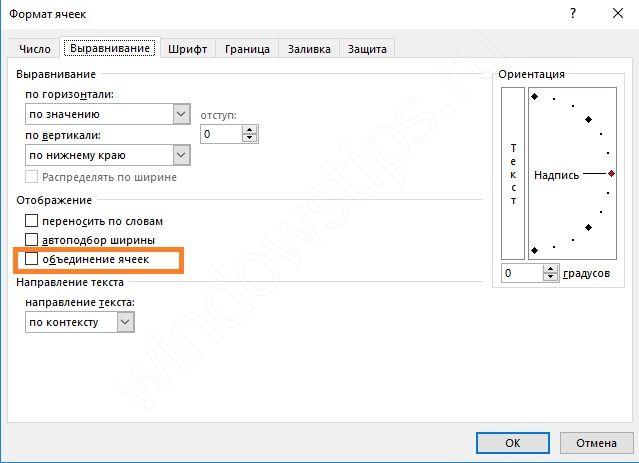 Формат ячеек
Число Выравнивание Шрифт Граница Заливка Защита
Выравнивание
по горизонтали:
по значению
отступ:
0
по вертикали:
по нижнему краю
Распределять по ширине
Отображение
переносить по словам
автоподбор ширины
объединение ячеек
Направление текста
направление текста:
по контексту
Ориентация
Текст
Надпись
0 градусов
ОК Отмена
windowstips.ru